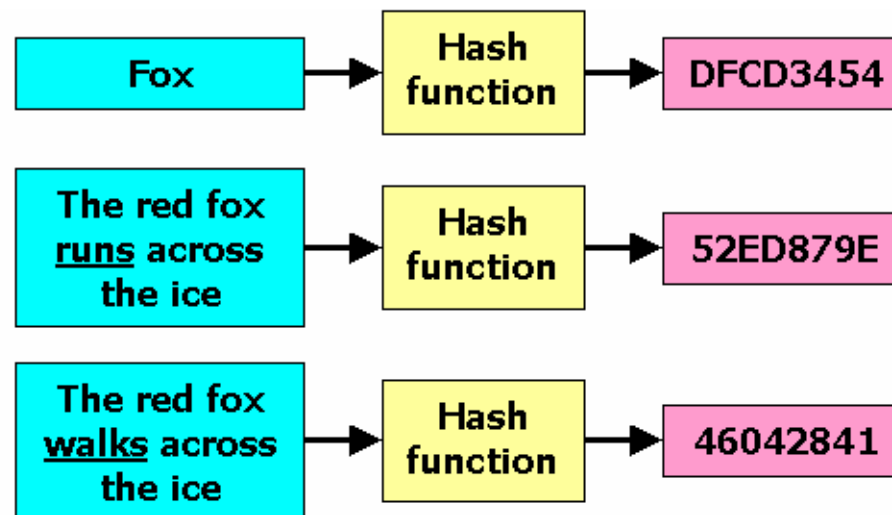 Fox
Hash
function
DFCD3454
The red fox
runs across
the ice
Hash
function
52ED879E
The red fox
walks across
the ice
Hash
function
46042841